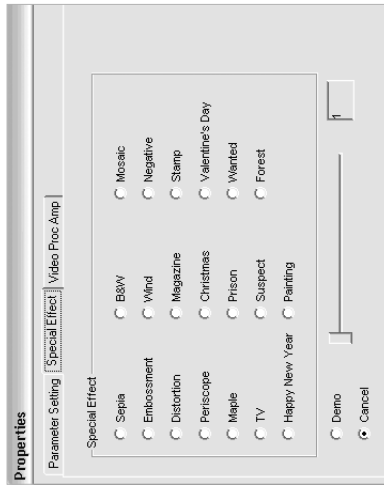 Properties
Parameter Setting Special Effect Video Proc Amp
Special Effect
Sepia B&W Mosaic
Embossment Wind Negative
Distortion Magazine Stamp
Periscope Christmas Valentine's Day
Maple Prison Wanted
TV Suspect Forest
Happy New Year Painting
Demo
1
Cancel